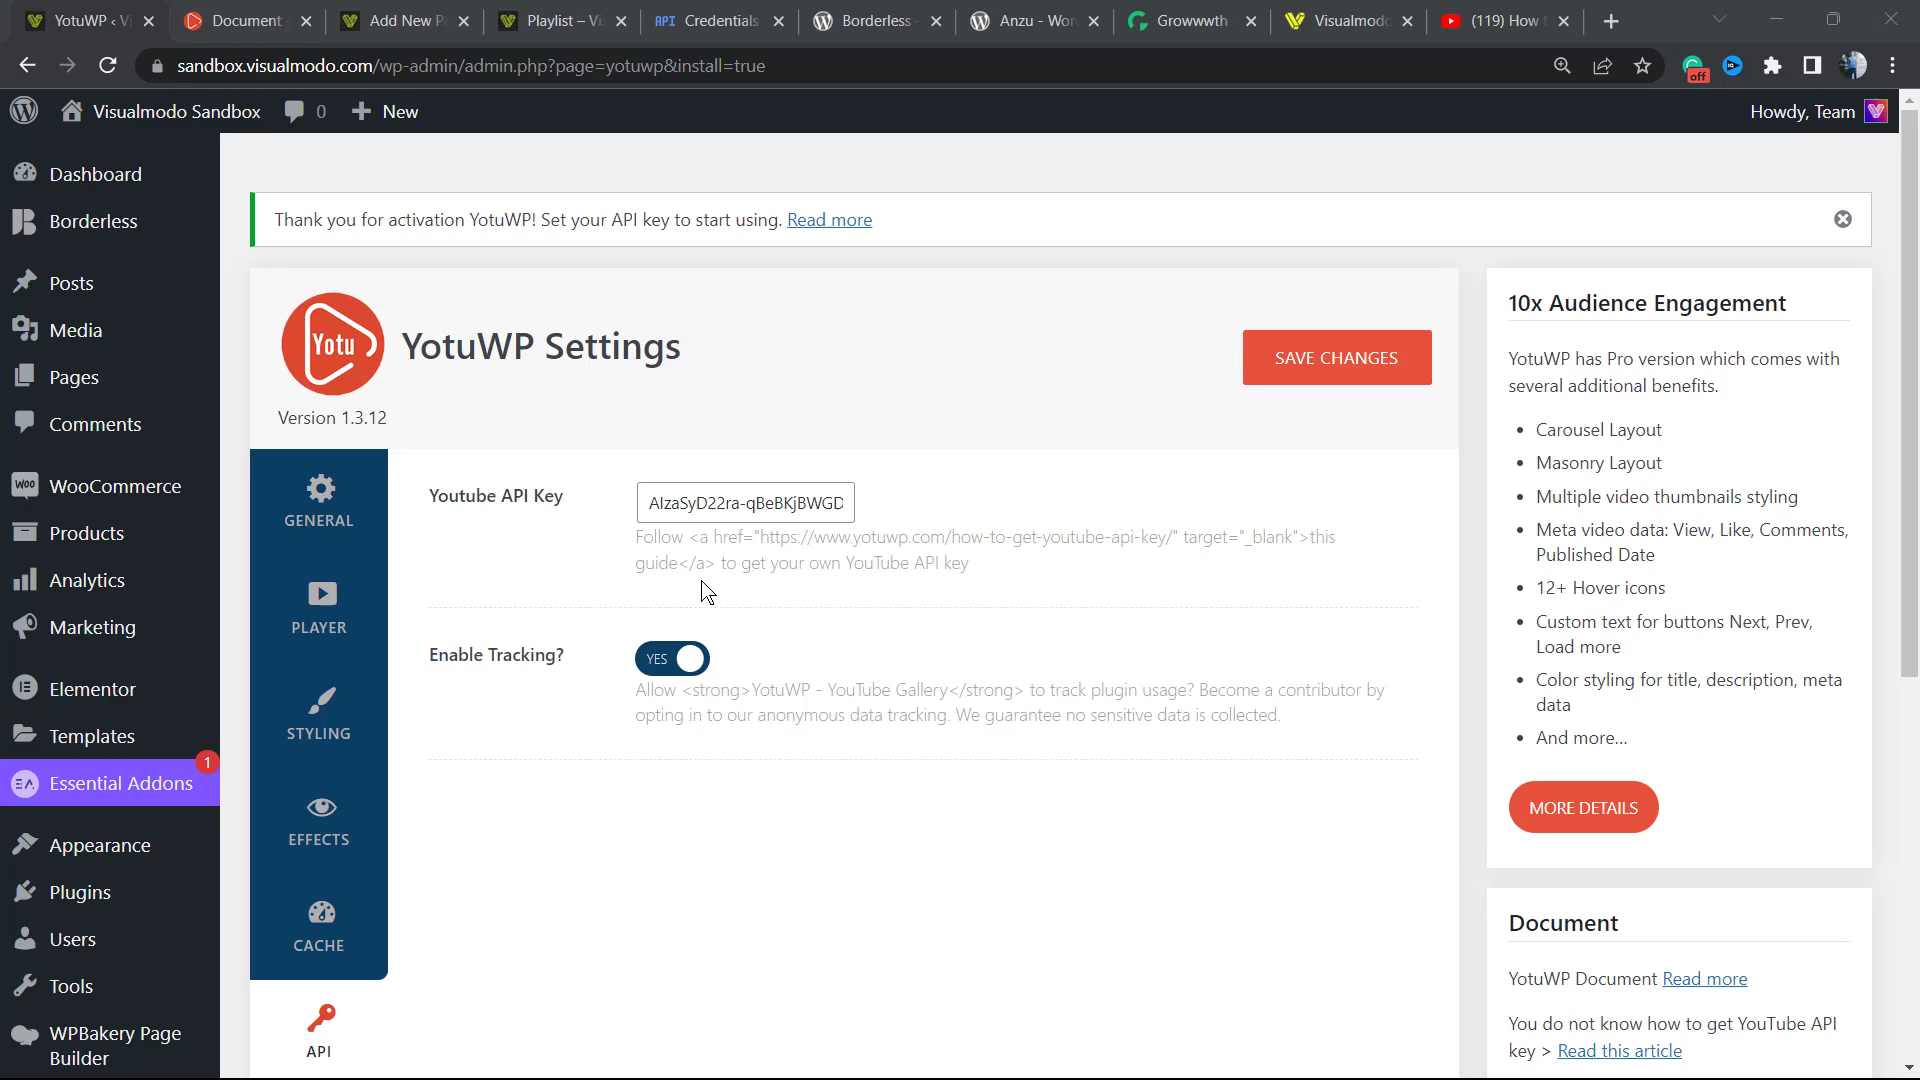 YotuWP ‹ Vi
Document
Add New P
Playlist – Vi
API Credentials
Borderless
Anzu - Wor
Growwwth
Visualmod
(119) How t
sandbox.visualmodo.com/wp-admin/admin.php?page=yotuwp&install=true
off
Visualmodo Sandbox
0
New
Howdy, Team
Dashboard
Borderless
Posts
Media
Pages
Comments
WooCommerce
Products
Analytics
Marketing
Elementor
Templates
1
Essential Addons
Appearance
Plugins
Users
Tools
WPBakery Page
Builder
Thank you for activation YotuWP! Set your API key to start using. Read more
Yotu
YotuWP Settings
Version 1.3.12
SAVE CHANGES
GENERAL
PLAYER
STYLING
EFFECTS
CACHE
API
Youtube API Key
AIzaSyD22ra-qBeBKjBWGD
Follow <a href="https://www.yotuwp.com/how-to-get-youtube-api-key/" target="_blank">this
guide</a> to get your own YouTube API key
Enable Tracking?
YES
Allow <strong>YotuWP - YouTube Gallery</strong> to track plugin usage? Become a contributor by
opting in to our anonymous data tracking. We guarantee no sensitive data is collected.
10x Audience Engagement
YotuWP has Pro version which comes with
several additional benefits.
• Carousel Layout
• Masonry Layout
• Multiple video thumbnails styling
• Meta video data: View, Like, Comments,
Published Date
• 12+ Hover icons
• Custom text for buttons Next, Prev,
Load more
• Color styling for title, description, meta
data
• And more...
MORE DETAILS
Document
YotuWP Document Read more
You do not know how to get YouTube API
key > Read this article